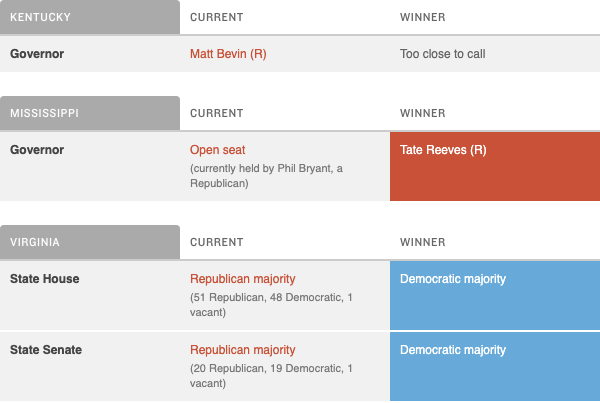 KENTUCKY CURRENT WINNER
Governor Matt Bevin (R) Too close to call
MISSISSIPPI CURRENT WINNER
Governor Open seat Tate Reeves (R)
(currently held by Phil Bryant, a
Republican)
VIRGINIA CURRENT WINNER
State House Republican majority Democratic majority
(51 Republican, 48 Democratic, 1
vacant)
State Senate Republican majority Democratic majority
(20 Republican, 19 Democratic, 1
vacant)